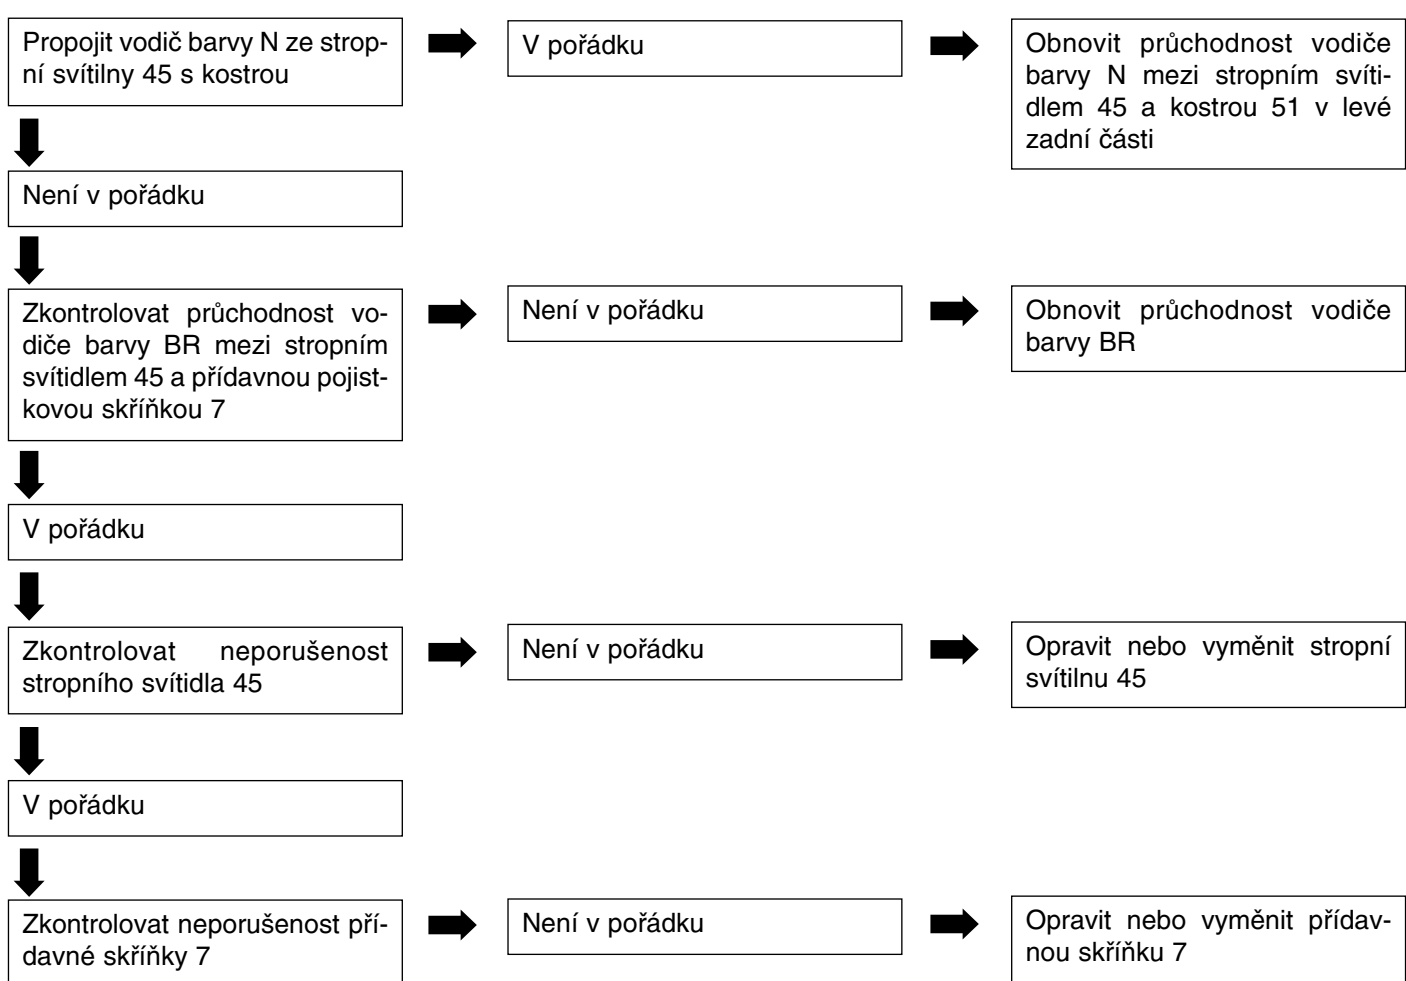 Propojit vodič barvy N ze strop-
ní svítilny 45 s kostrou
V pořádku
Obnovit průchodnost vodiče
barvy N mezi stropním svíti-
dlem 45 a kostrou 51 v levé
zadní části
Není v pořádku
Zkontrolovat průchodnost vo-
diče barvy BR mezi stropním
svítidlem 45 a přídavnou pojist-
kovou skříňkou 7
Není v pořádku
Obnovit průchodnost vodiče
barvy BR
V pořádku
Zkontrolovat neporušenost
stropního svítidla 45
Není v pořádku
Opravit nebo vyměnit stropní
svítilnu 45
V pořádku
Zkontrolovat neporušenost pří-
davné skříňky 7
Není v pořádku
Opravit nebo vyměnit přídav-
nou skříňku 7